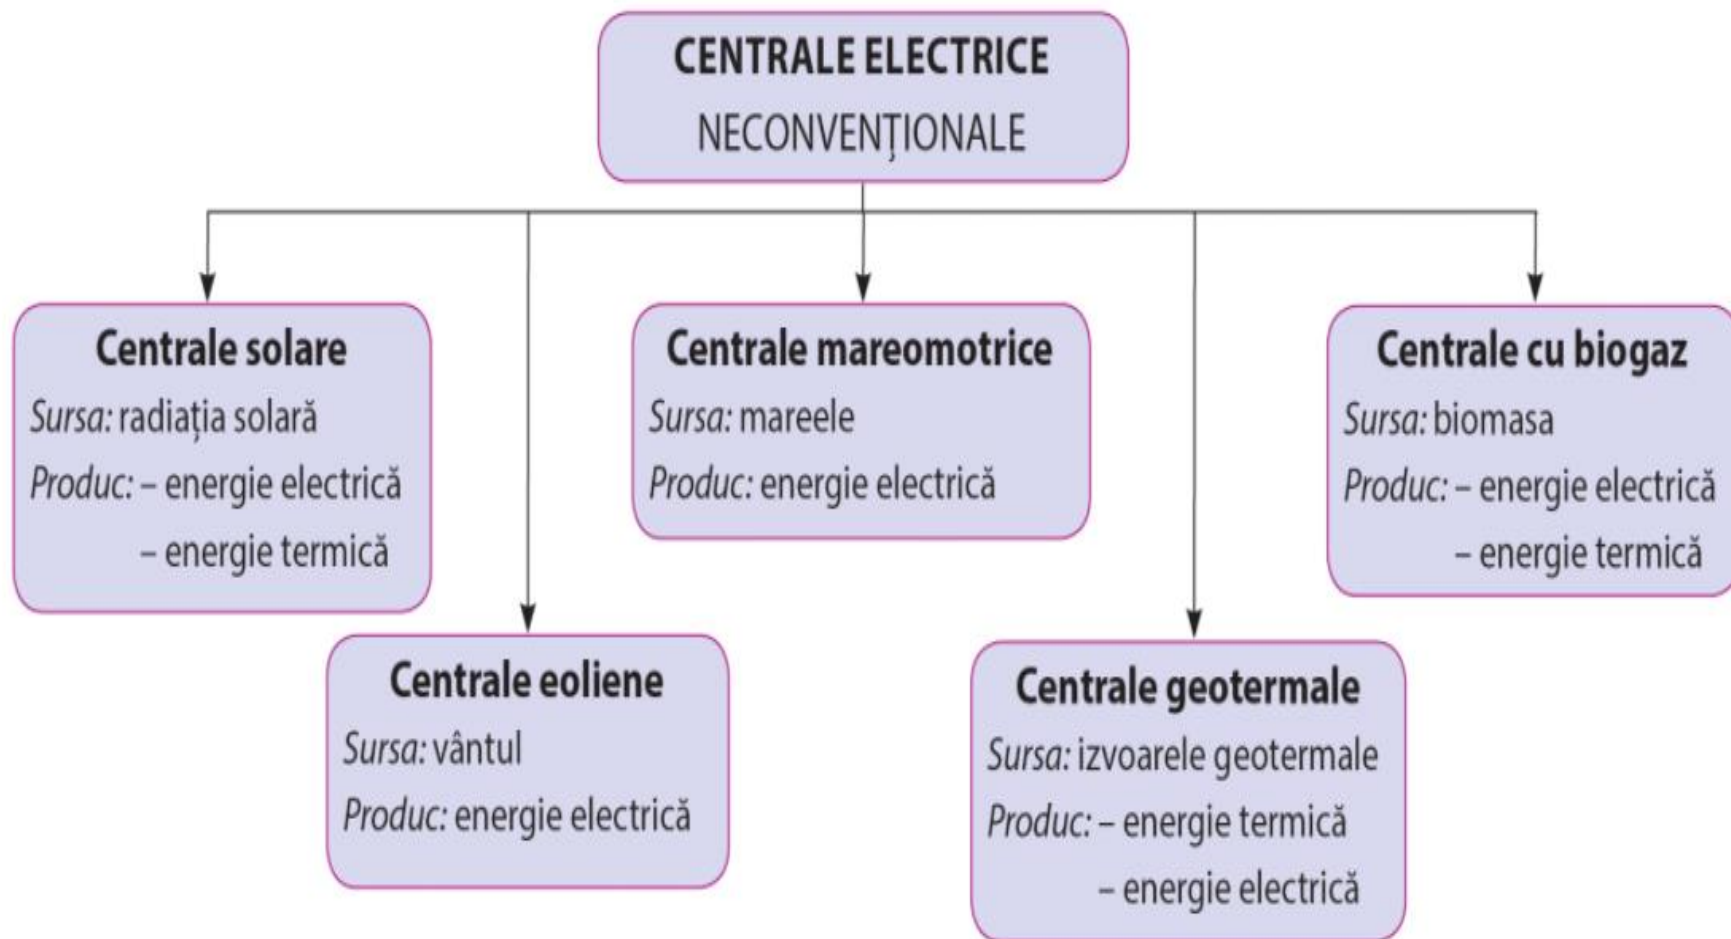 CENTRALE ELECTRICE
NECONVENȚIONALE
Centrale solare
Sursa: radiația solară
Produc: – energie electrică
– energie termică
Centrale eoliene
Sursa: vântul
Produc: energie electrică
Centrale mareomotrice
Sursa: mareele
Produc: energie electrică
Centrale geotermale
Sursa: izvoarele geotermale
Produc: – energie termică
– energie electrică
Centrale cu biogaz
Sursa: biomasa
Produc: – energie electrică
– energie termică